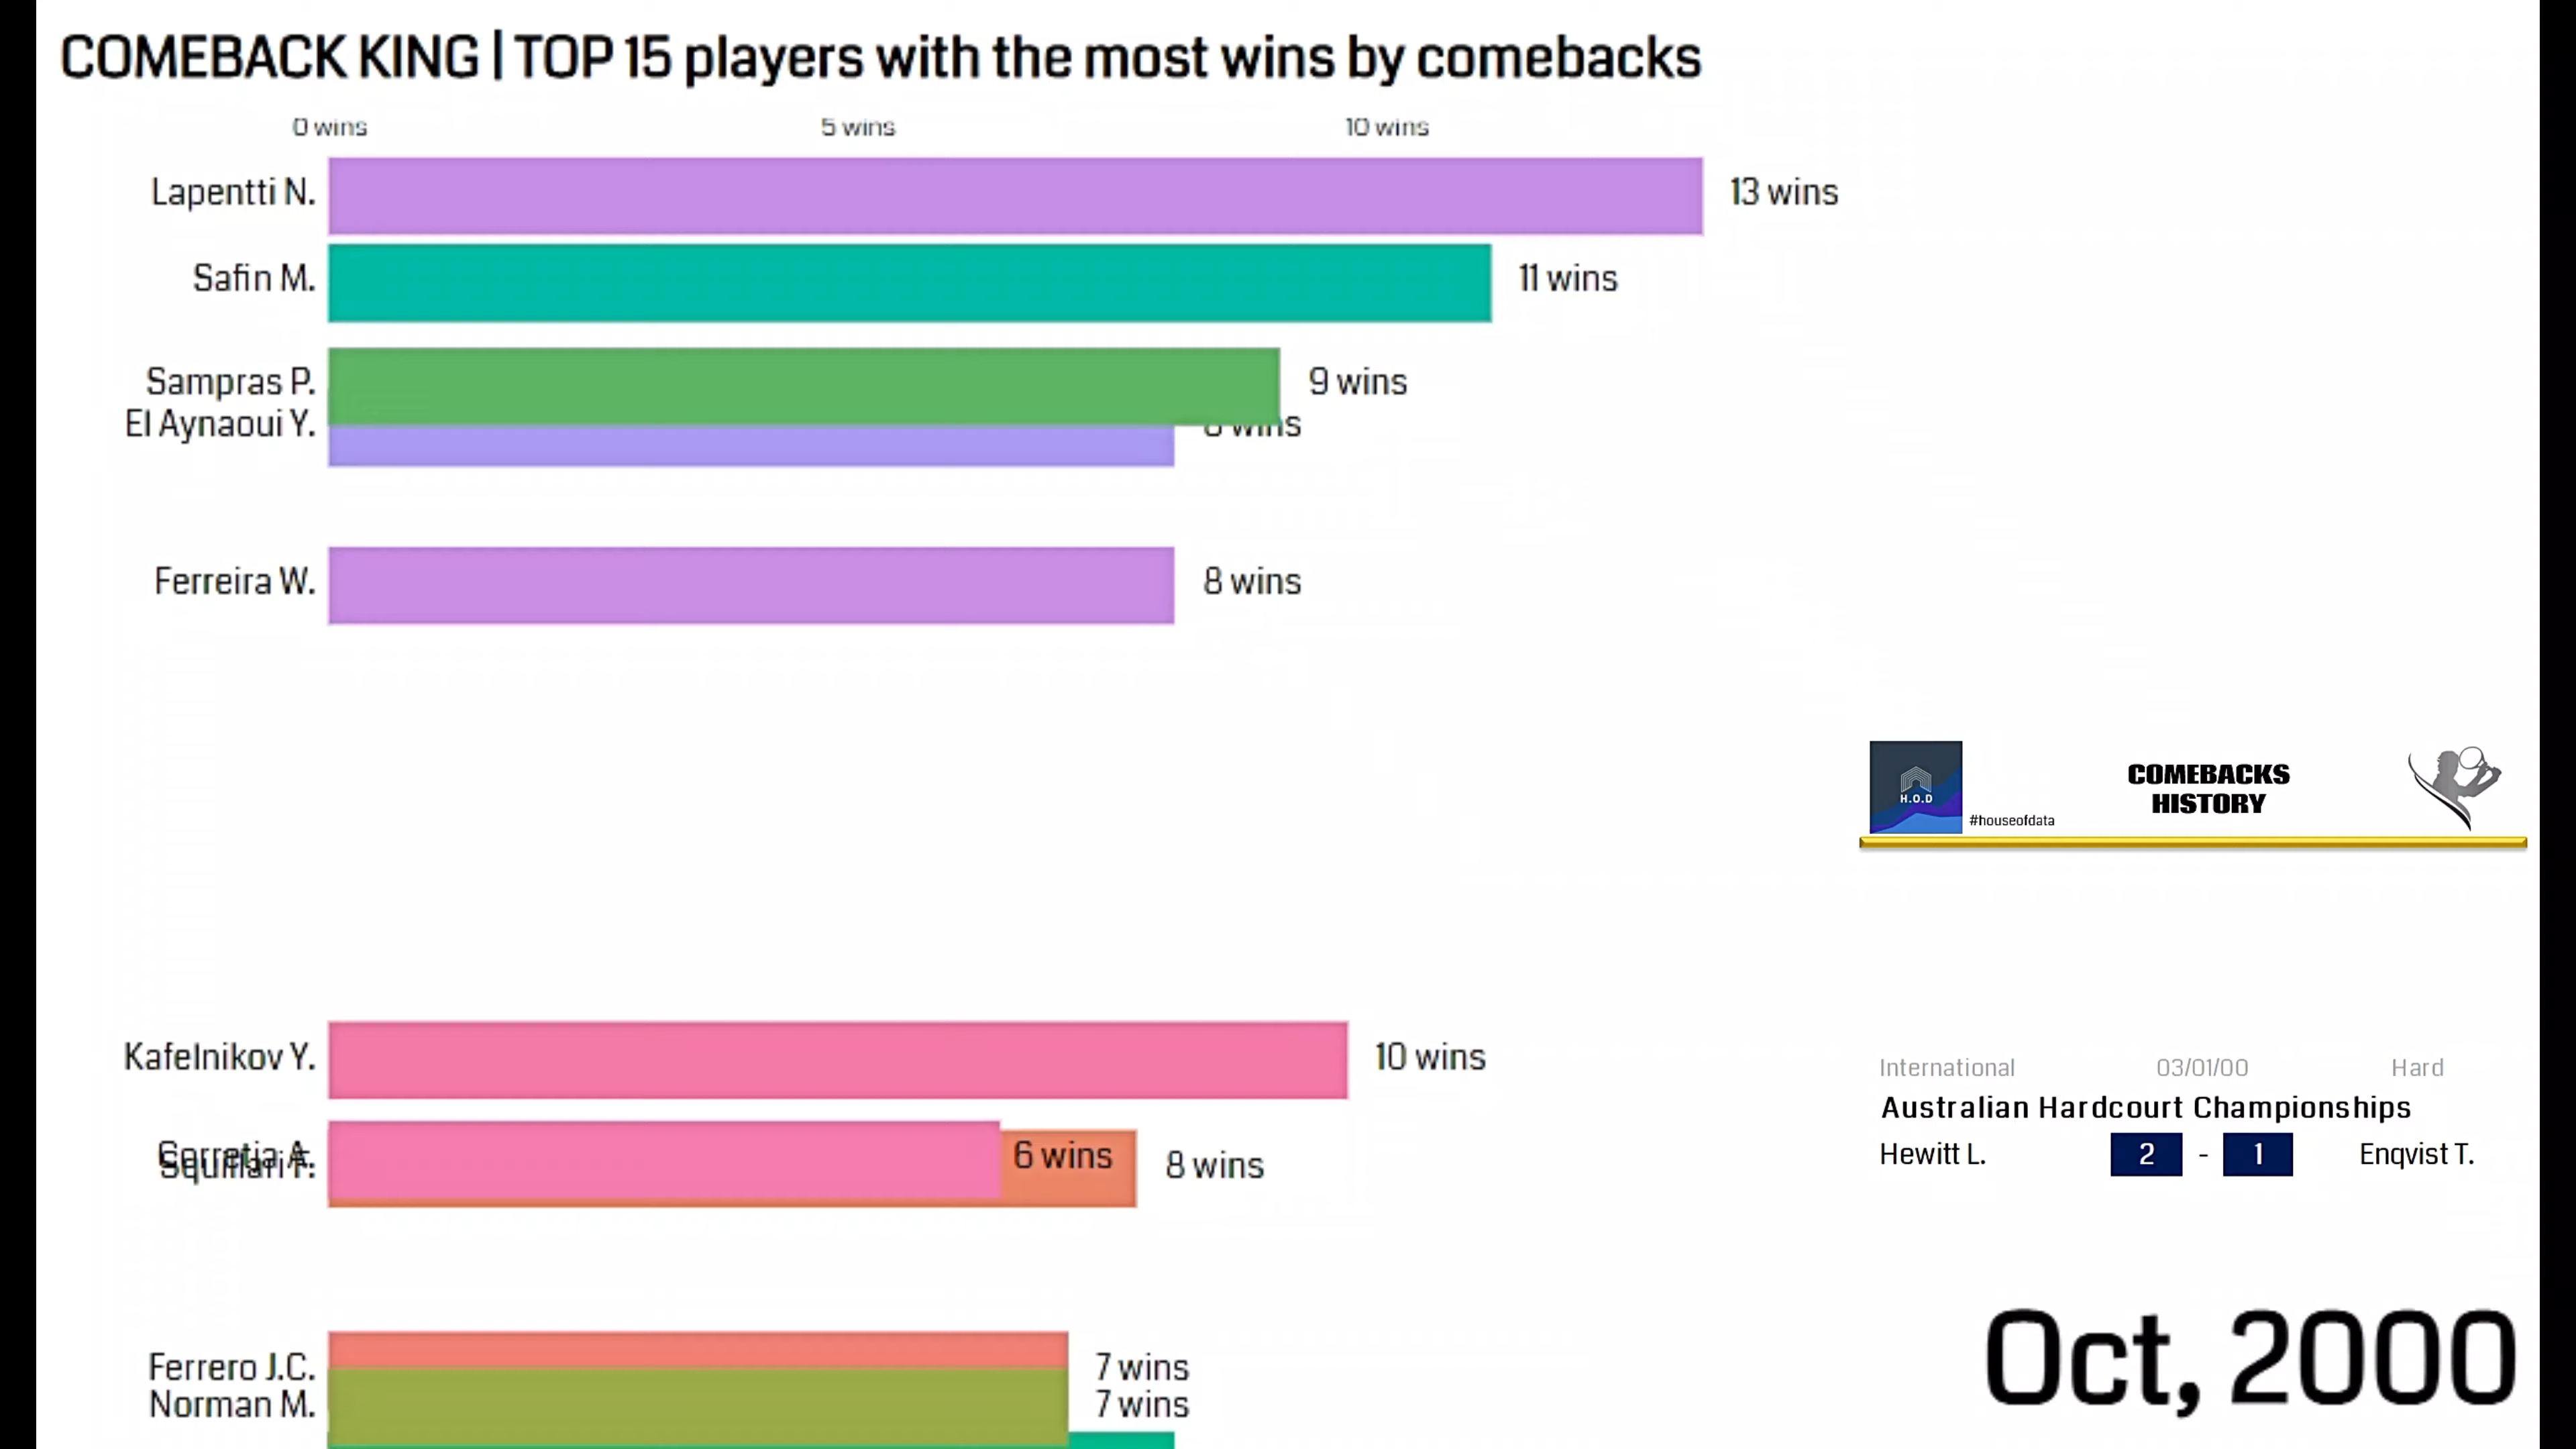 COMEBACK KING | TOP 15 players with the most wins by comebacks
0 wins 5 wins 10 wins
Lapentti N. 13 wins
Safin M. 11 wins
Sampras P. 9 wins
El Aynaoui Y. wins
Ferreira W. 8 wins
H.O.D
#houseofdata
COMEBACKS
HISTORY
Kafelnikov Y. 10 wins
6 wins
8 wins
International 03/01/00 Hard
Australian Hardcourt Championships
Hewitt L. 2 - 1 Enqvist T.
Ferrero J.C. 7 wins
Norman M. 7 wins
Oct, 2000